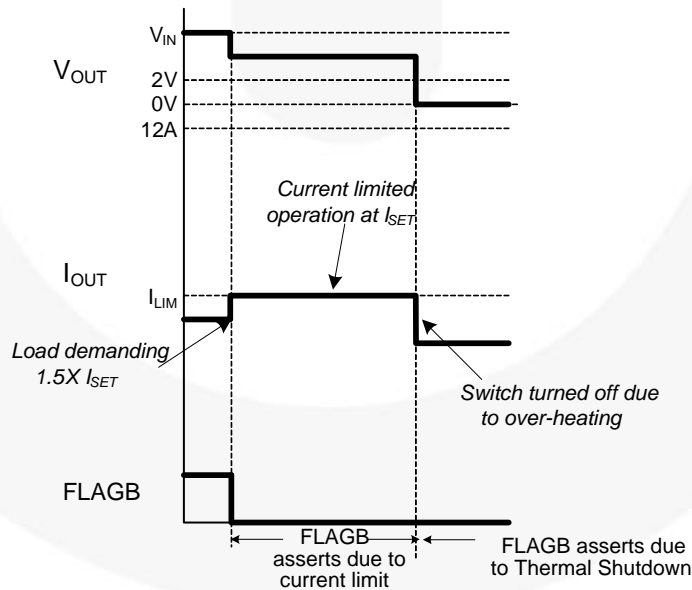 VIN
VOUT
2V
0V
12A
Current limited
operation at ISET
IOUT
ILIM
Load demanding
1.5X ISET
Switch turned off due
to over-heating
FLAGB
FLAGB
asserts due to
current limit
FLAGB asserts due
to Thermal Shutdown